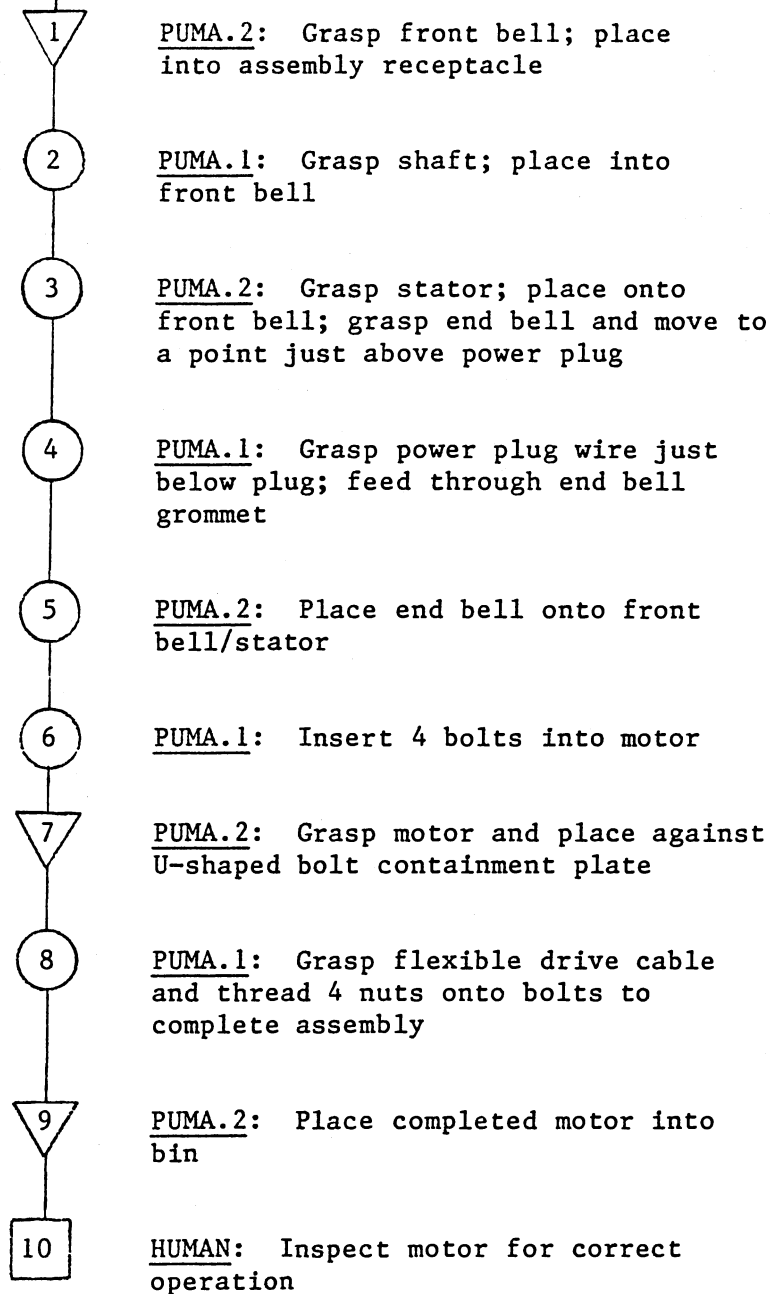 1 PUMA.2: Grasp front bell; place
into assembly receptacle
2 PUMA.1: Grasp shaft; place into
front bell
3 PUMA.2: Grasp stator; place onto
front bell; grasp end bell and move to
a point just above power plug
4 PUMA.1: Grasp power plug wire just
below plug; feed through end bell
grommet
5 PUMA.2: Place end bell onto front
bell/stator
6 PUMA.1: Insert 4 bolts into motor
7 PUMA.2: Grasp motor and place against
U-shaped bolt containment plate
8 PUMA.1: Grasp flexible drive cable
and thread 4 nuts onto bolts to
complete assembly
9 PUMA.2: Place completed motor into
bin
10 HUMAN: Inspect motor for correct
operation